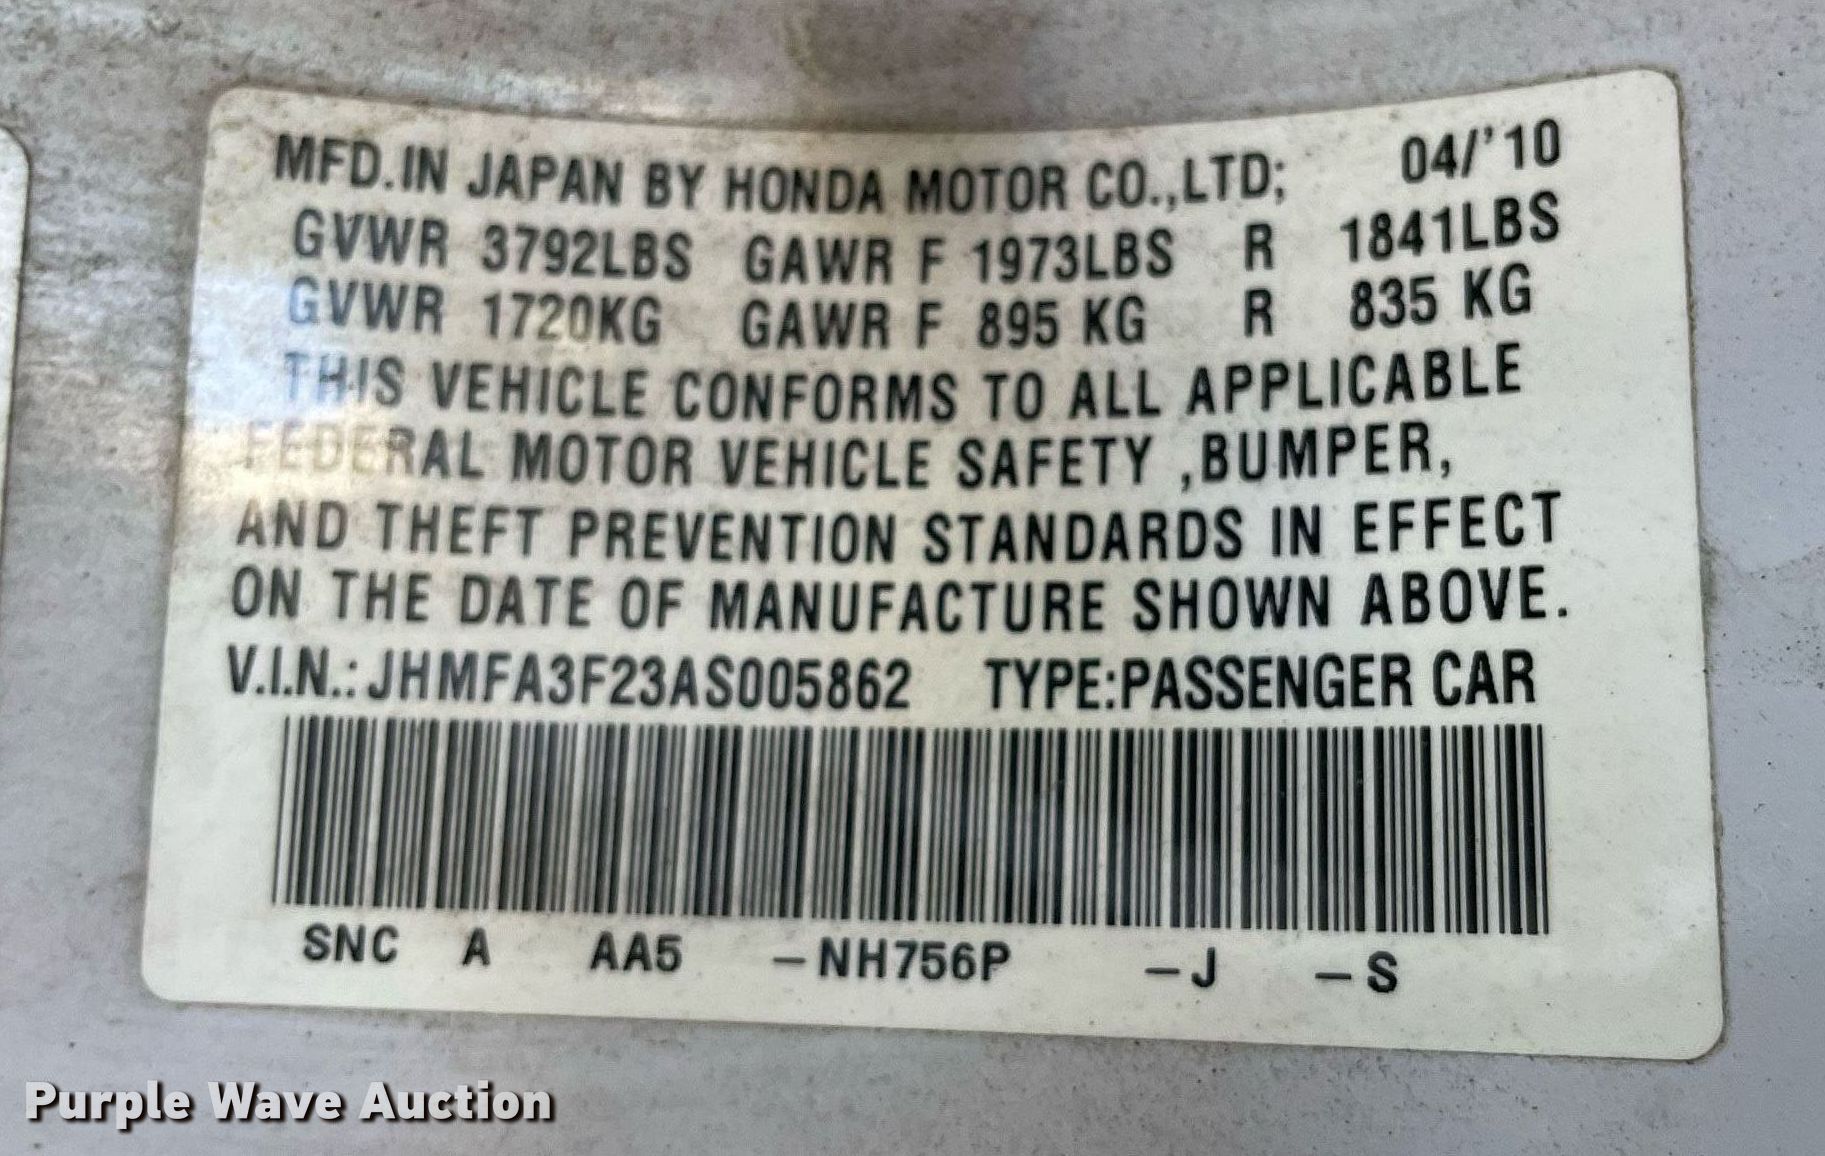 MFD.IN JAPAN BY HONDA MOTOR CO.,LTD; 04/'10
GVWR 3792LBS GAWR F 1973LBS R 1841LBS
GVWR 1720KG GAWR F 895 KG R 835 KG
THIS VEHICLE CONFORMS TO ALL APPLICABLE
FEDERAL MOTOR VEHICLE SAFETY ,BUMPER,
AND THEFT PREVENTION STANDARDS IN EFFECT
ON THE DATE OF MANUFACTURE SHOWN ABOVE.
V.I.N.: JHMFA3F23AS005862 TYPE:PASSENGER CAR
SNC A AA5 –NH756P –J –S
Purple Wave Auction